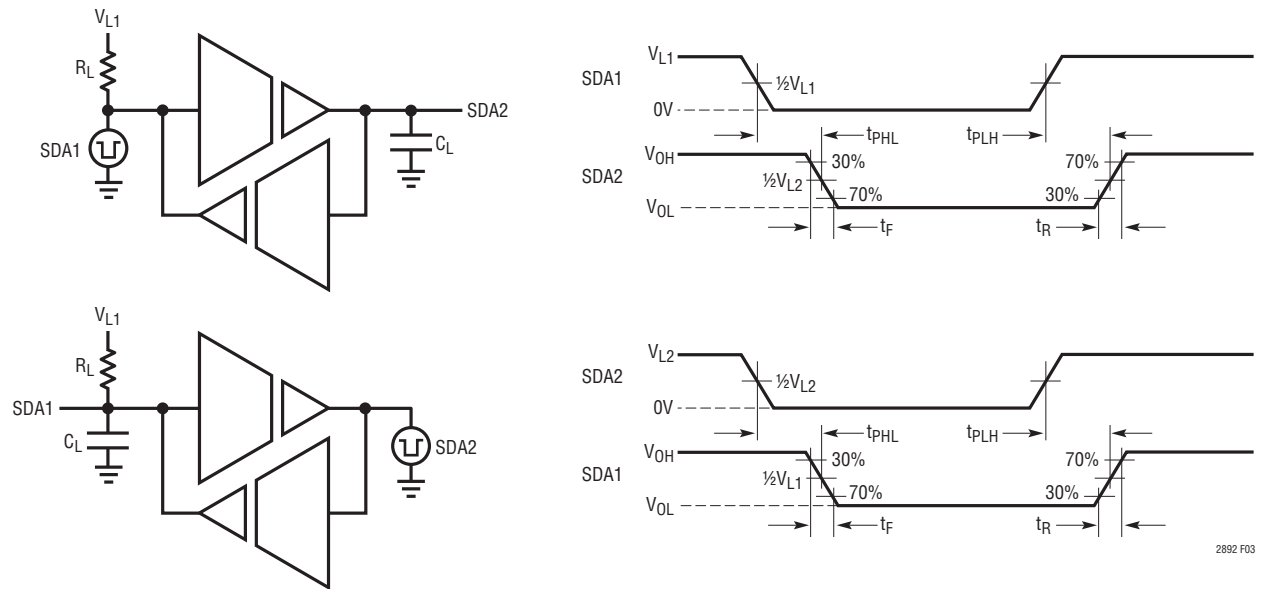 VL1
RL
SDA1
SDA2
CL
SDA1
VL1
½VL1
0V
tPHL
tPLH
SDA2
VOH
30%
½VL2
70%
VOL
tF
70%
30%
tR
VL1
RL
SDA1
CL
SDA2
SDA2
VL2
½VL2
0V
tPHL
tPLH
SDA1
VOH
30%
½VL1
70%
VOL
tF
70%
30%
tR
2892 F03